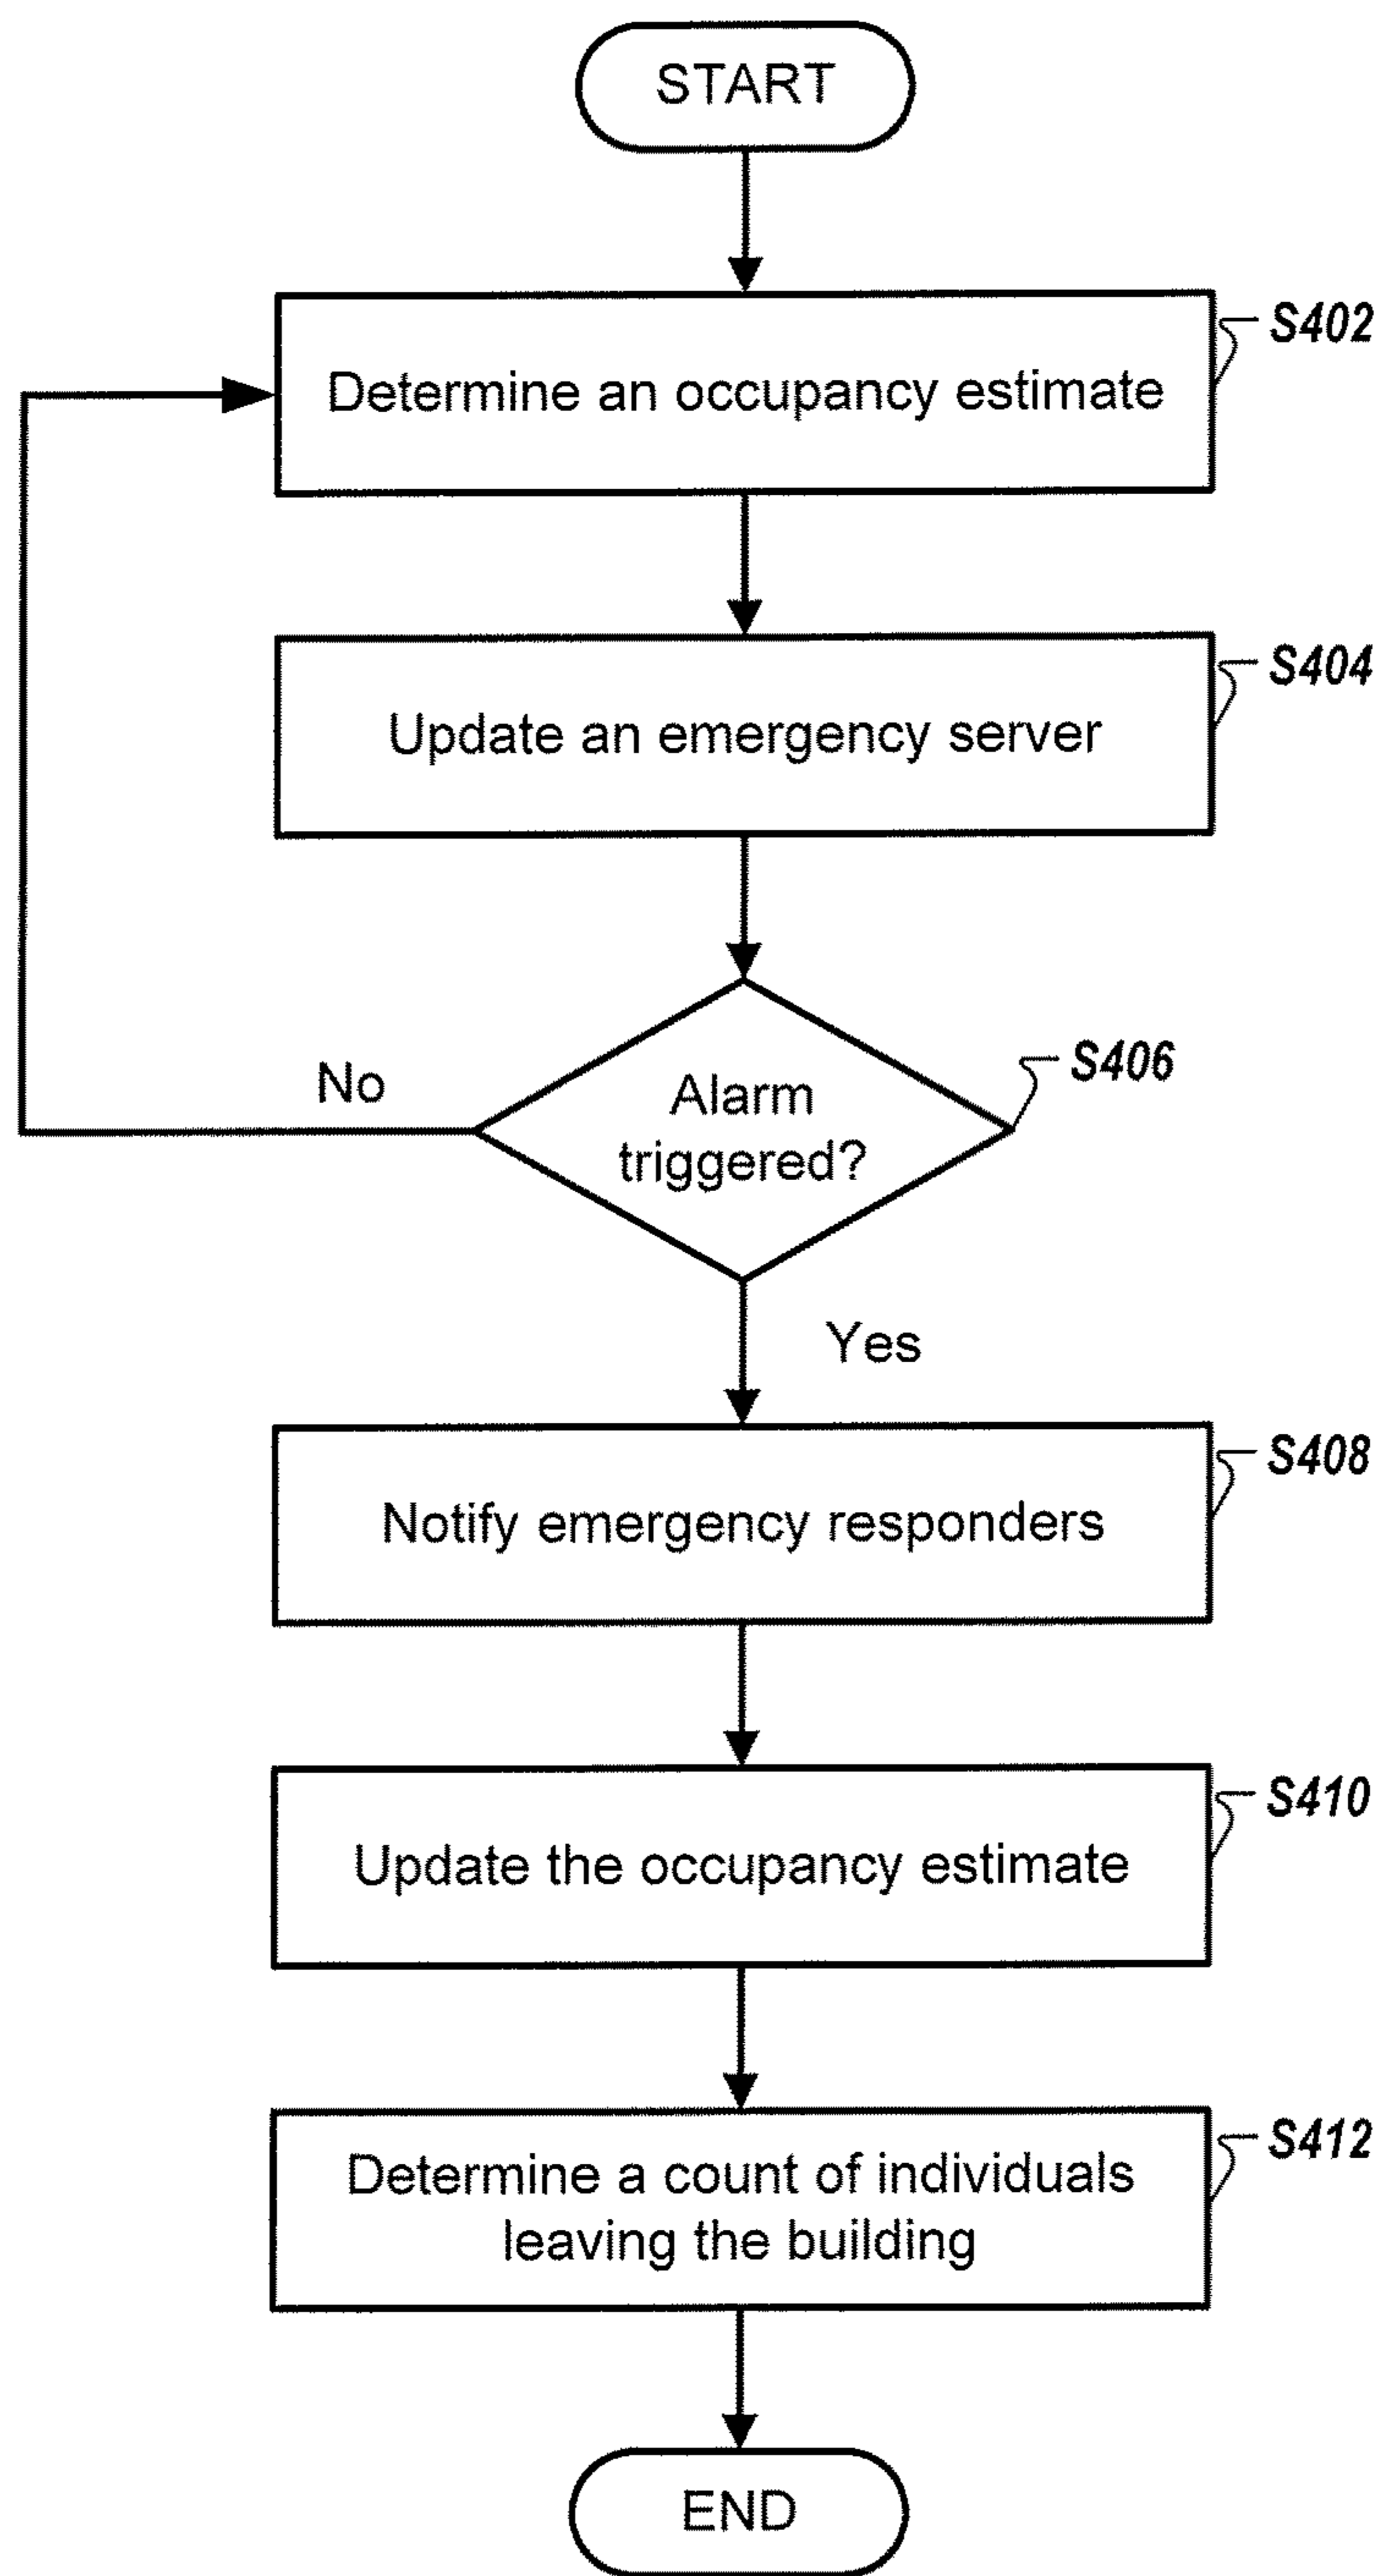 START
Determine an occupancy estimate
S402
Update an emergency server
S404
No
Alarm
triggered?
S406
Yes
Notify emergency responders
S408
Update the occupancy estimate
S410
Determine a count of individuals
leaving the building
S412
END